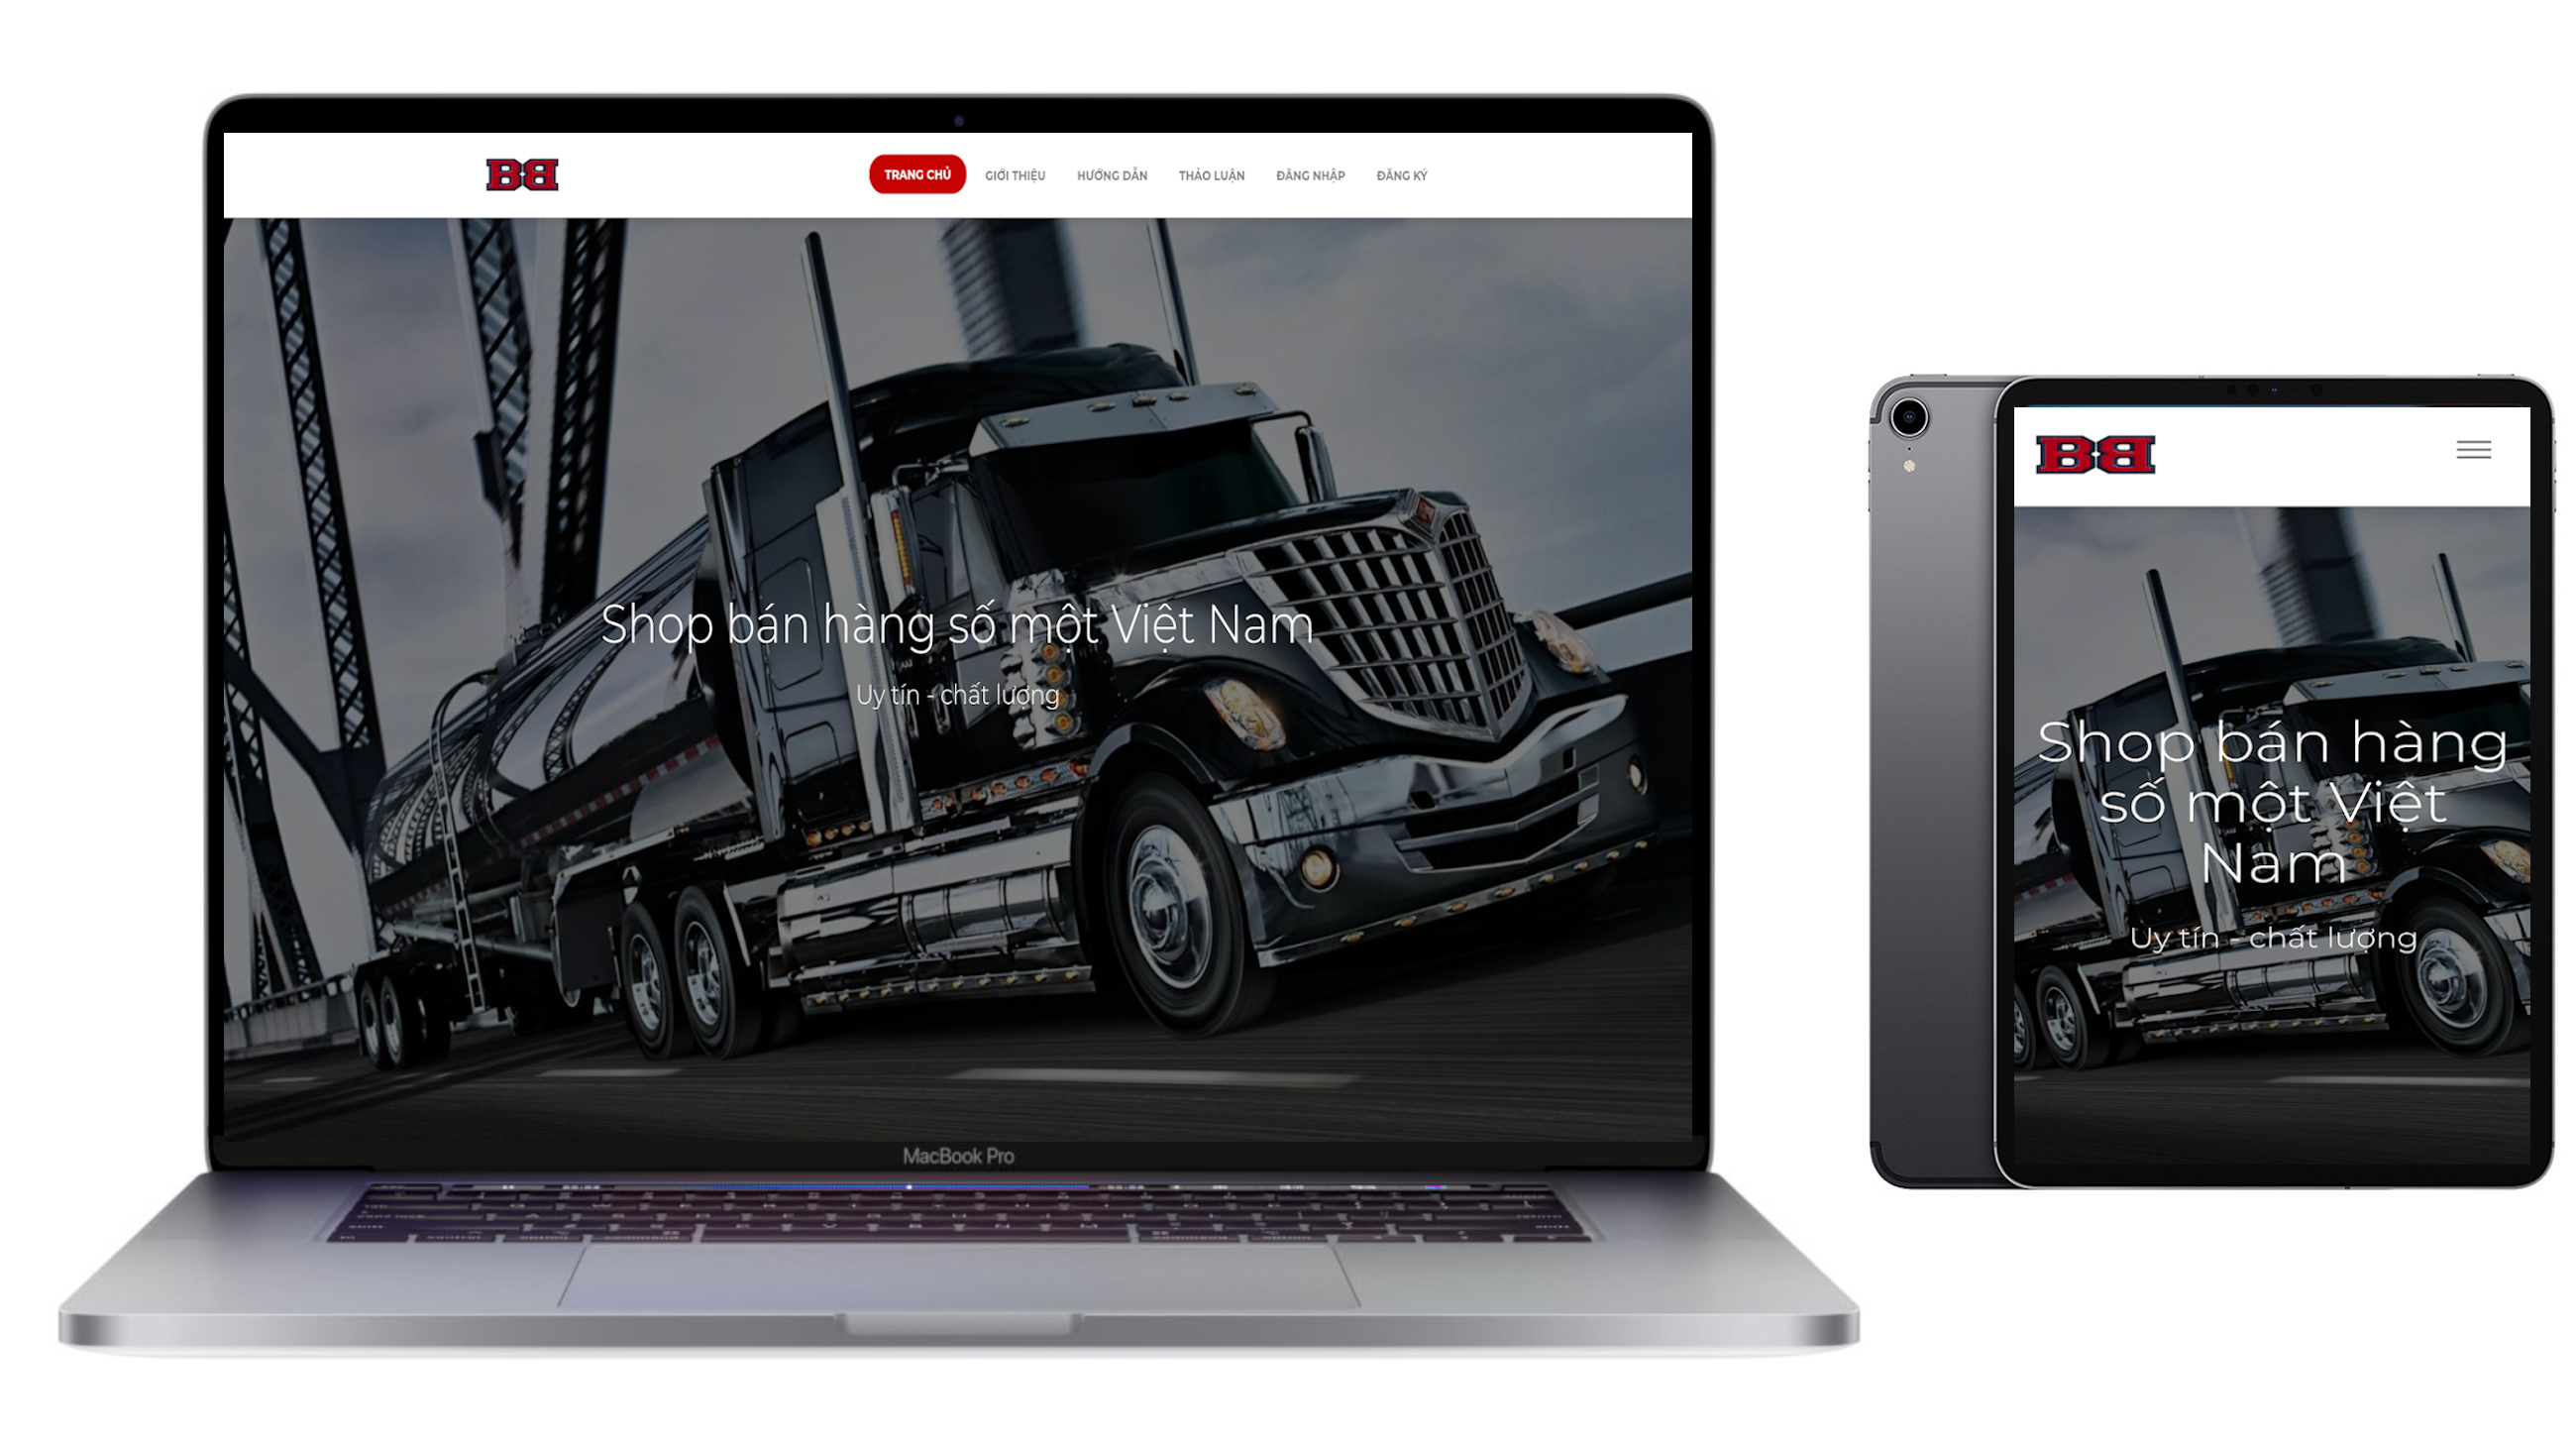 BB
TRANG CHỦ GIỚI THIỆU HƯỚNG DẪN THẢO LUẬN ĐĂNG NHẬP ĐĂNG KÝ
Shop bán hàng số một Việt Nam
Uy tín - chất lượng
MacBook Pro
BB
Shop bán hàng
số một Việt
Nam
Uy tín - chất lượng